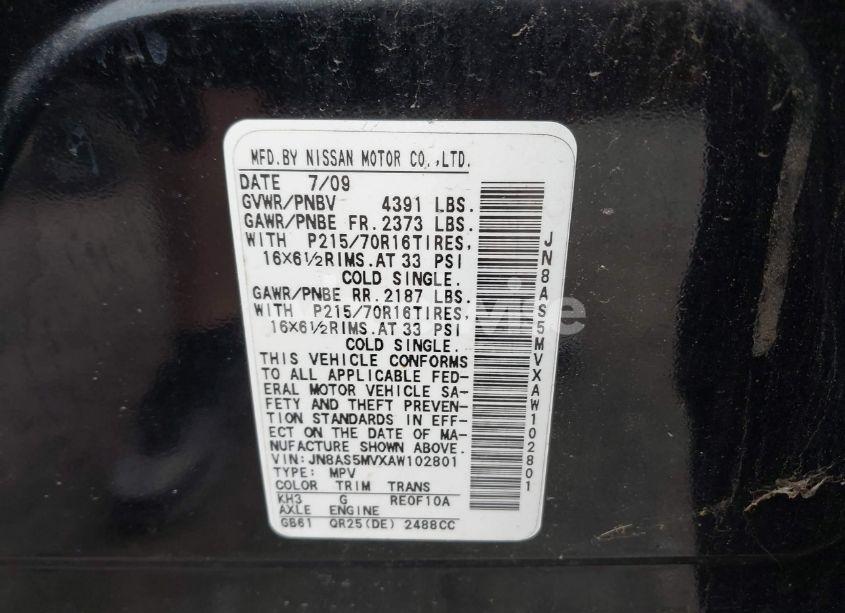 MFD.BY NISSAN MOTOR CO.,LTD.
DATE 7/09
GVWR/PNBV 4391 LBS.
GAWR/PNBE FR.2373 LBS.
WITH P215/70R16TIRES,
16X6½RIMS.AT 33 PSI
COLD SINGLE.
GAWR/PNBE RR.2187 LBS.
WITH P215/70R16TIRES,
16X6½RIMS.AT 33 PSI
COLD SINGLE.
THIS VEHICLE CONFORMS
TO ALL APPLICABLE FED-
ERAL MOTOR VEHICLE SA-
FETY AND THEFT PREVEN-
TION STANDARDS IN EFF-
ECT ON THE DATE OF MA-
NUFACTURE SHOWN ABOVE.
VIN:JN8AS5MVXAW102801
TYPE: MPV
COLOR TRIM TRANS
KH3 G RE0F10A
AXLE ENGINE
GB61 QR25(DE) 2488CC
JN8AS5MVXAW102801